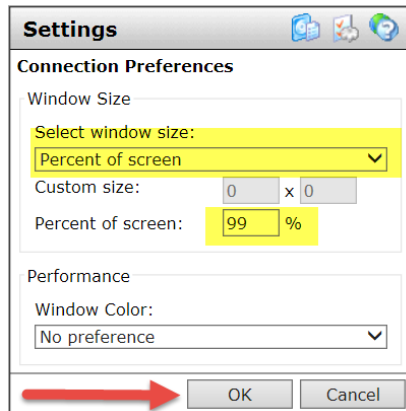 Settings
Connection Preferences
Window Size
Select window size:
Percent of screen
Custom size: 0 x 0
Percent of screen: 99 %
Performance
Window Color:
No preference
OK Cancel